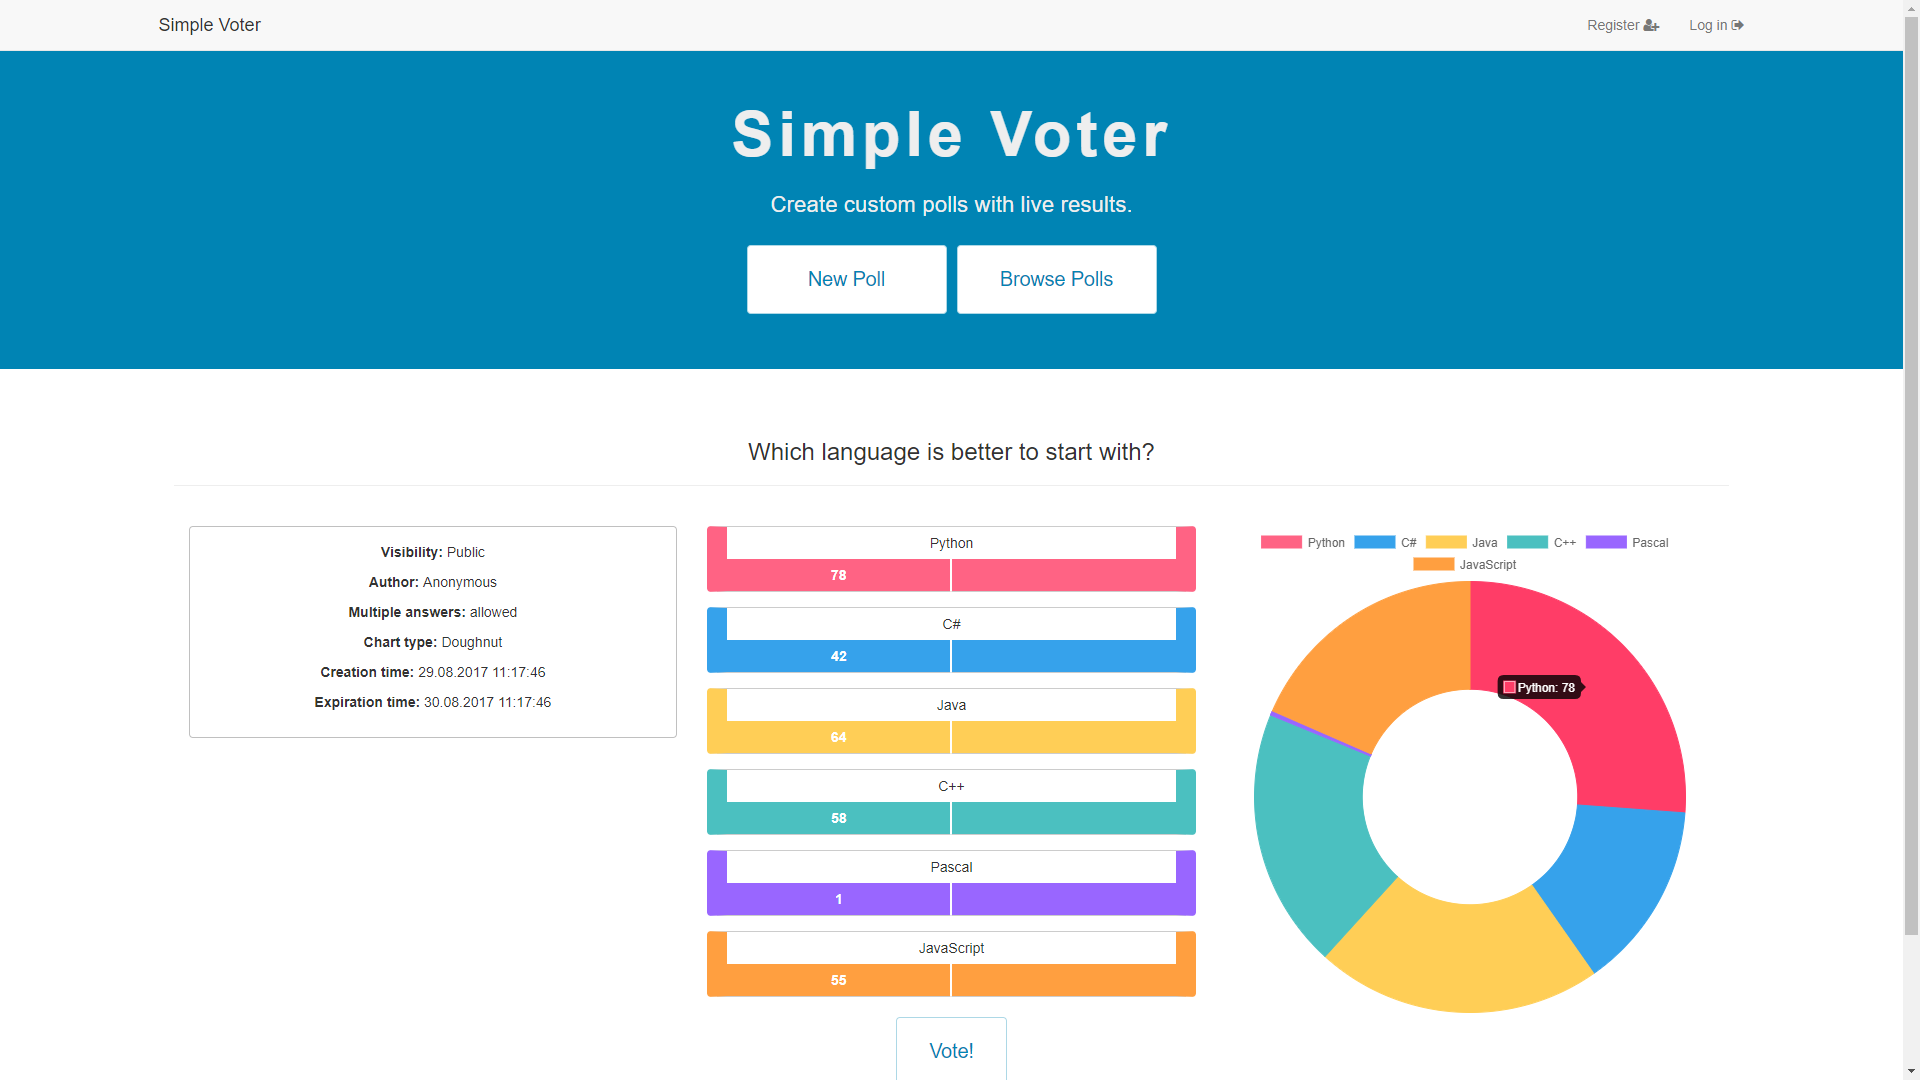 Simple Voter
Register
Log in
Simple Voter
Create custom polls with live results.
New Poll
Browse Polls
Which language is better to start with?
Visibility: Public
Author: Anonymous
Multiple answers: allowed
Chart type: Doughnut
Creation time: 29.08.2017 11:17:46
Expiration time: 30.08.2017 11:17:46
Python
78
C#
42
Java
64
C++
58
Pascal
1
JavaScript
55
Vote!
Python C# Java C++ Pascal
JavaScript
Python: 78